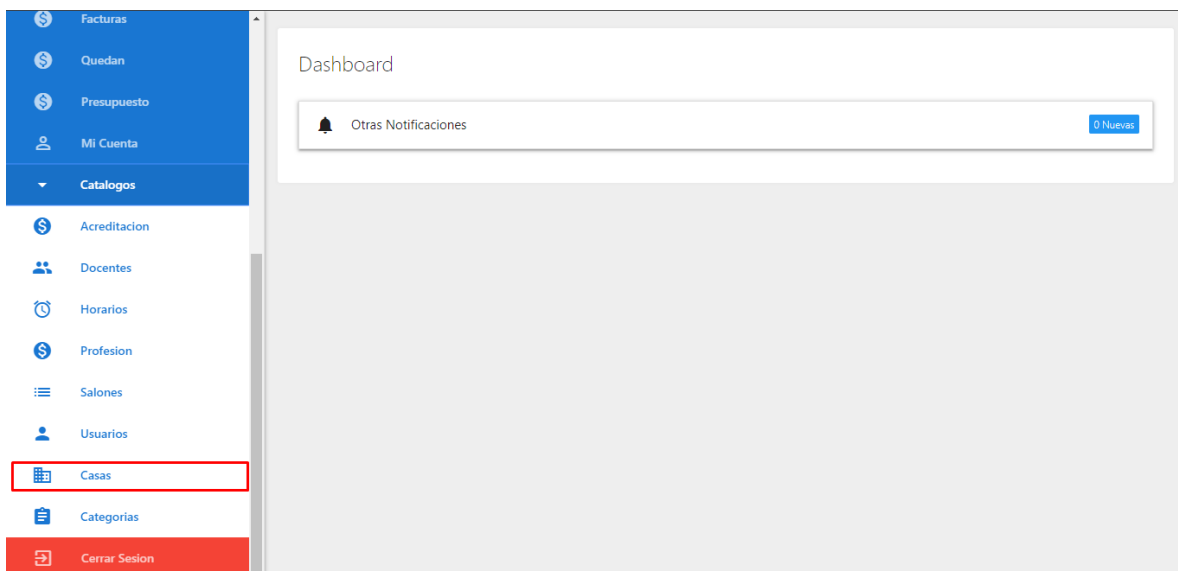 Facturas
Quedan
Presupuesto
Mi Cuenta
Catalogos
Acreditacion
Docentes
Horarios
Profesion
Salones
Usuarios
Casas
Categorias
Cerrar Sesion
Dashboard
Otras Notificaciones
0 Nuevas